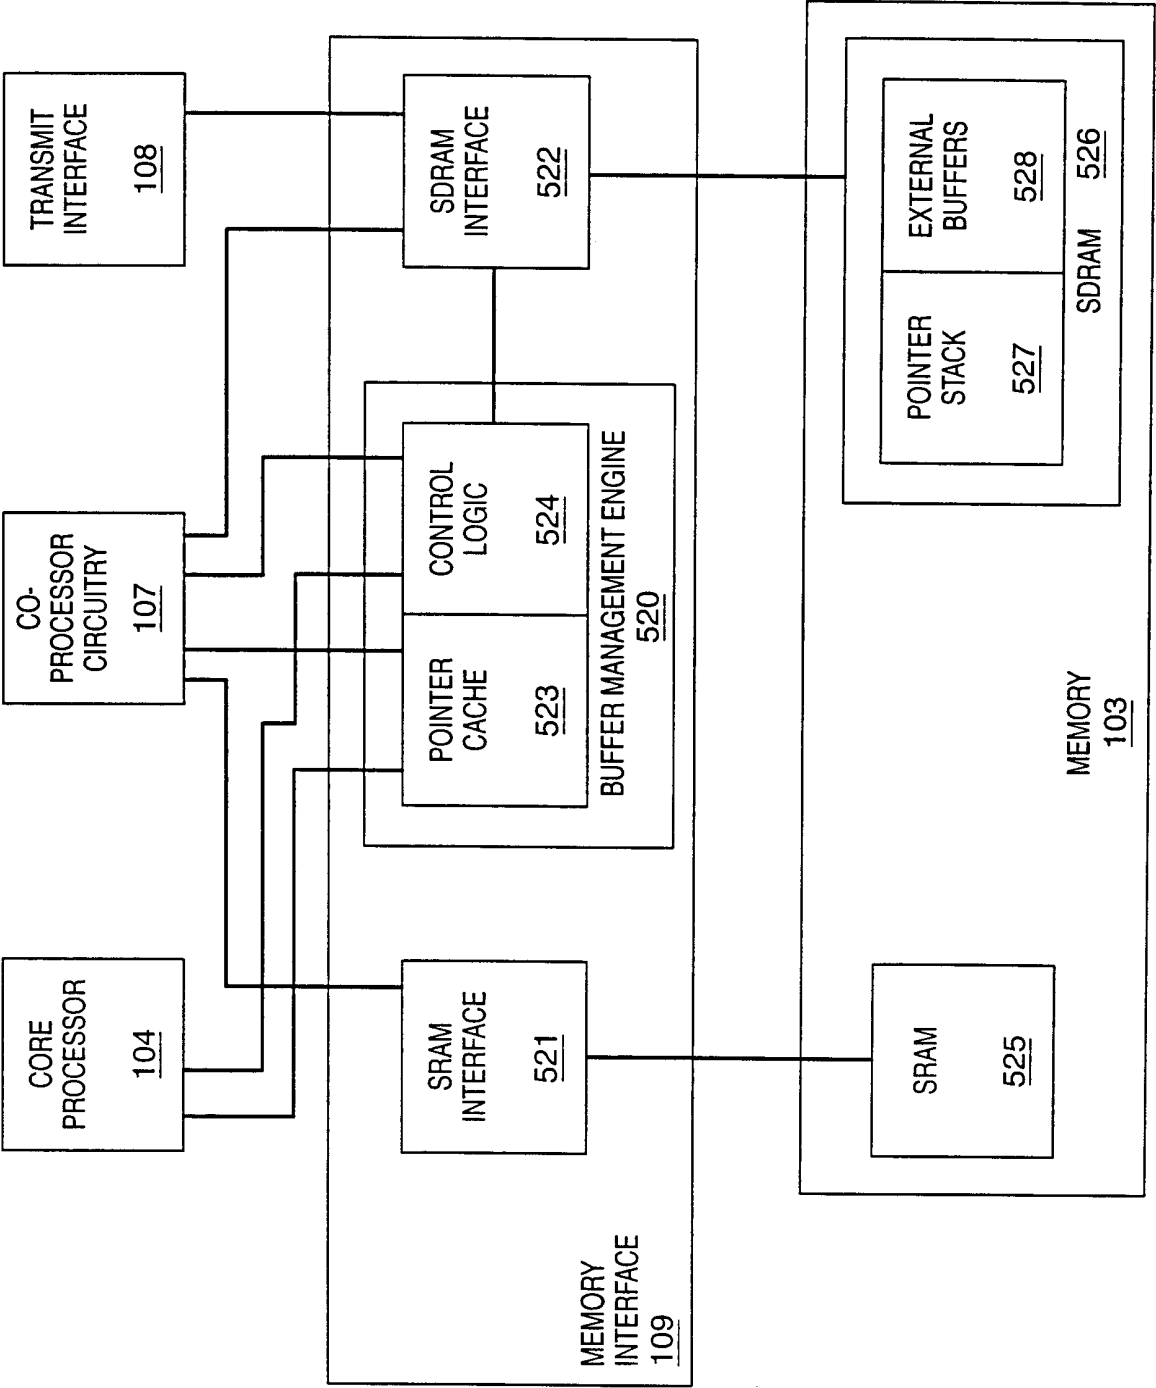 CORE
PROCESSOR
104
CO-
PROCESSOR
CIRCUITRY
107
TRANSMIT
INTERFACE
108
MEMORY
INTERFACE
109
SRAM
INTERFACE
521
POINTER
CACHE
523
CONTROL
LOGIC
524
BUFFER MANAGEMENT ENGINE
520
SDRAM
INTERFACE
522
SRAM
525
MEMORY
103
POINTER
STACK
527
EXTERNAL
BUFFERS
528
SDRAM 526